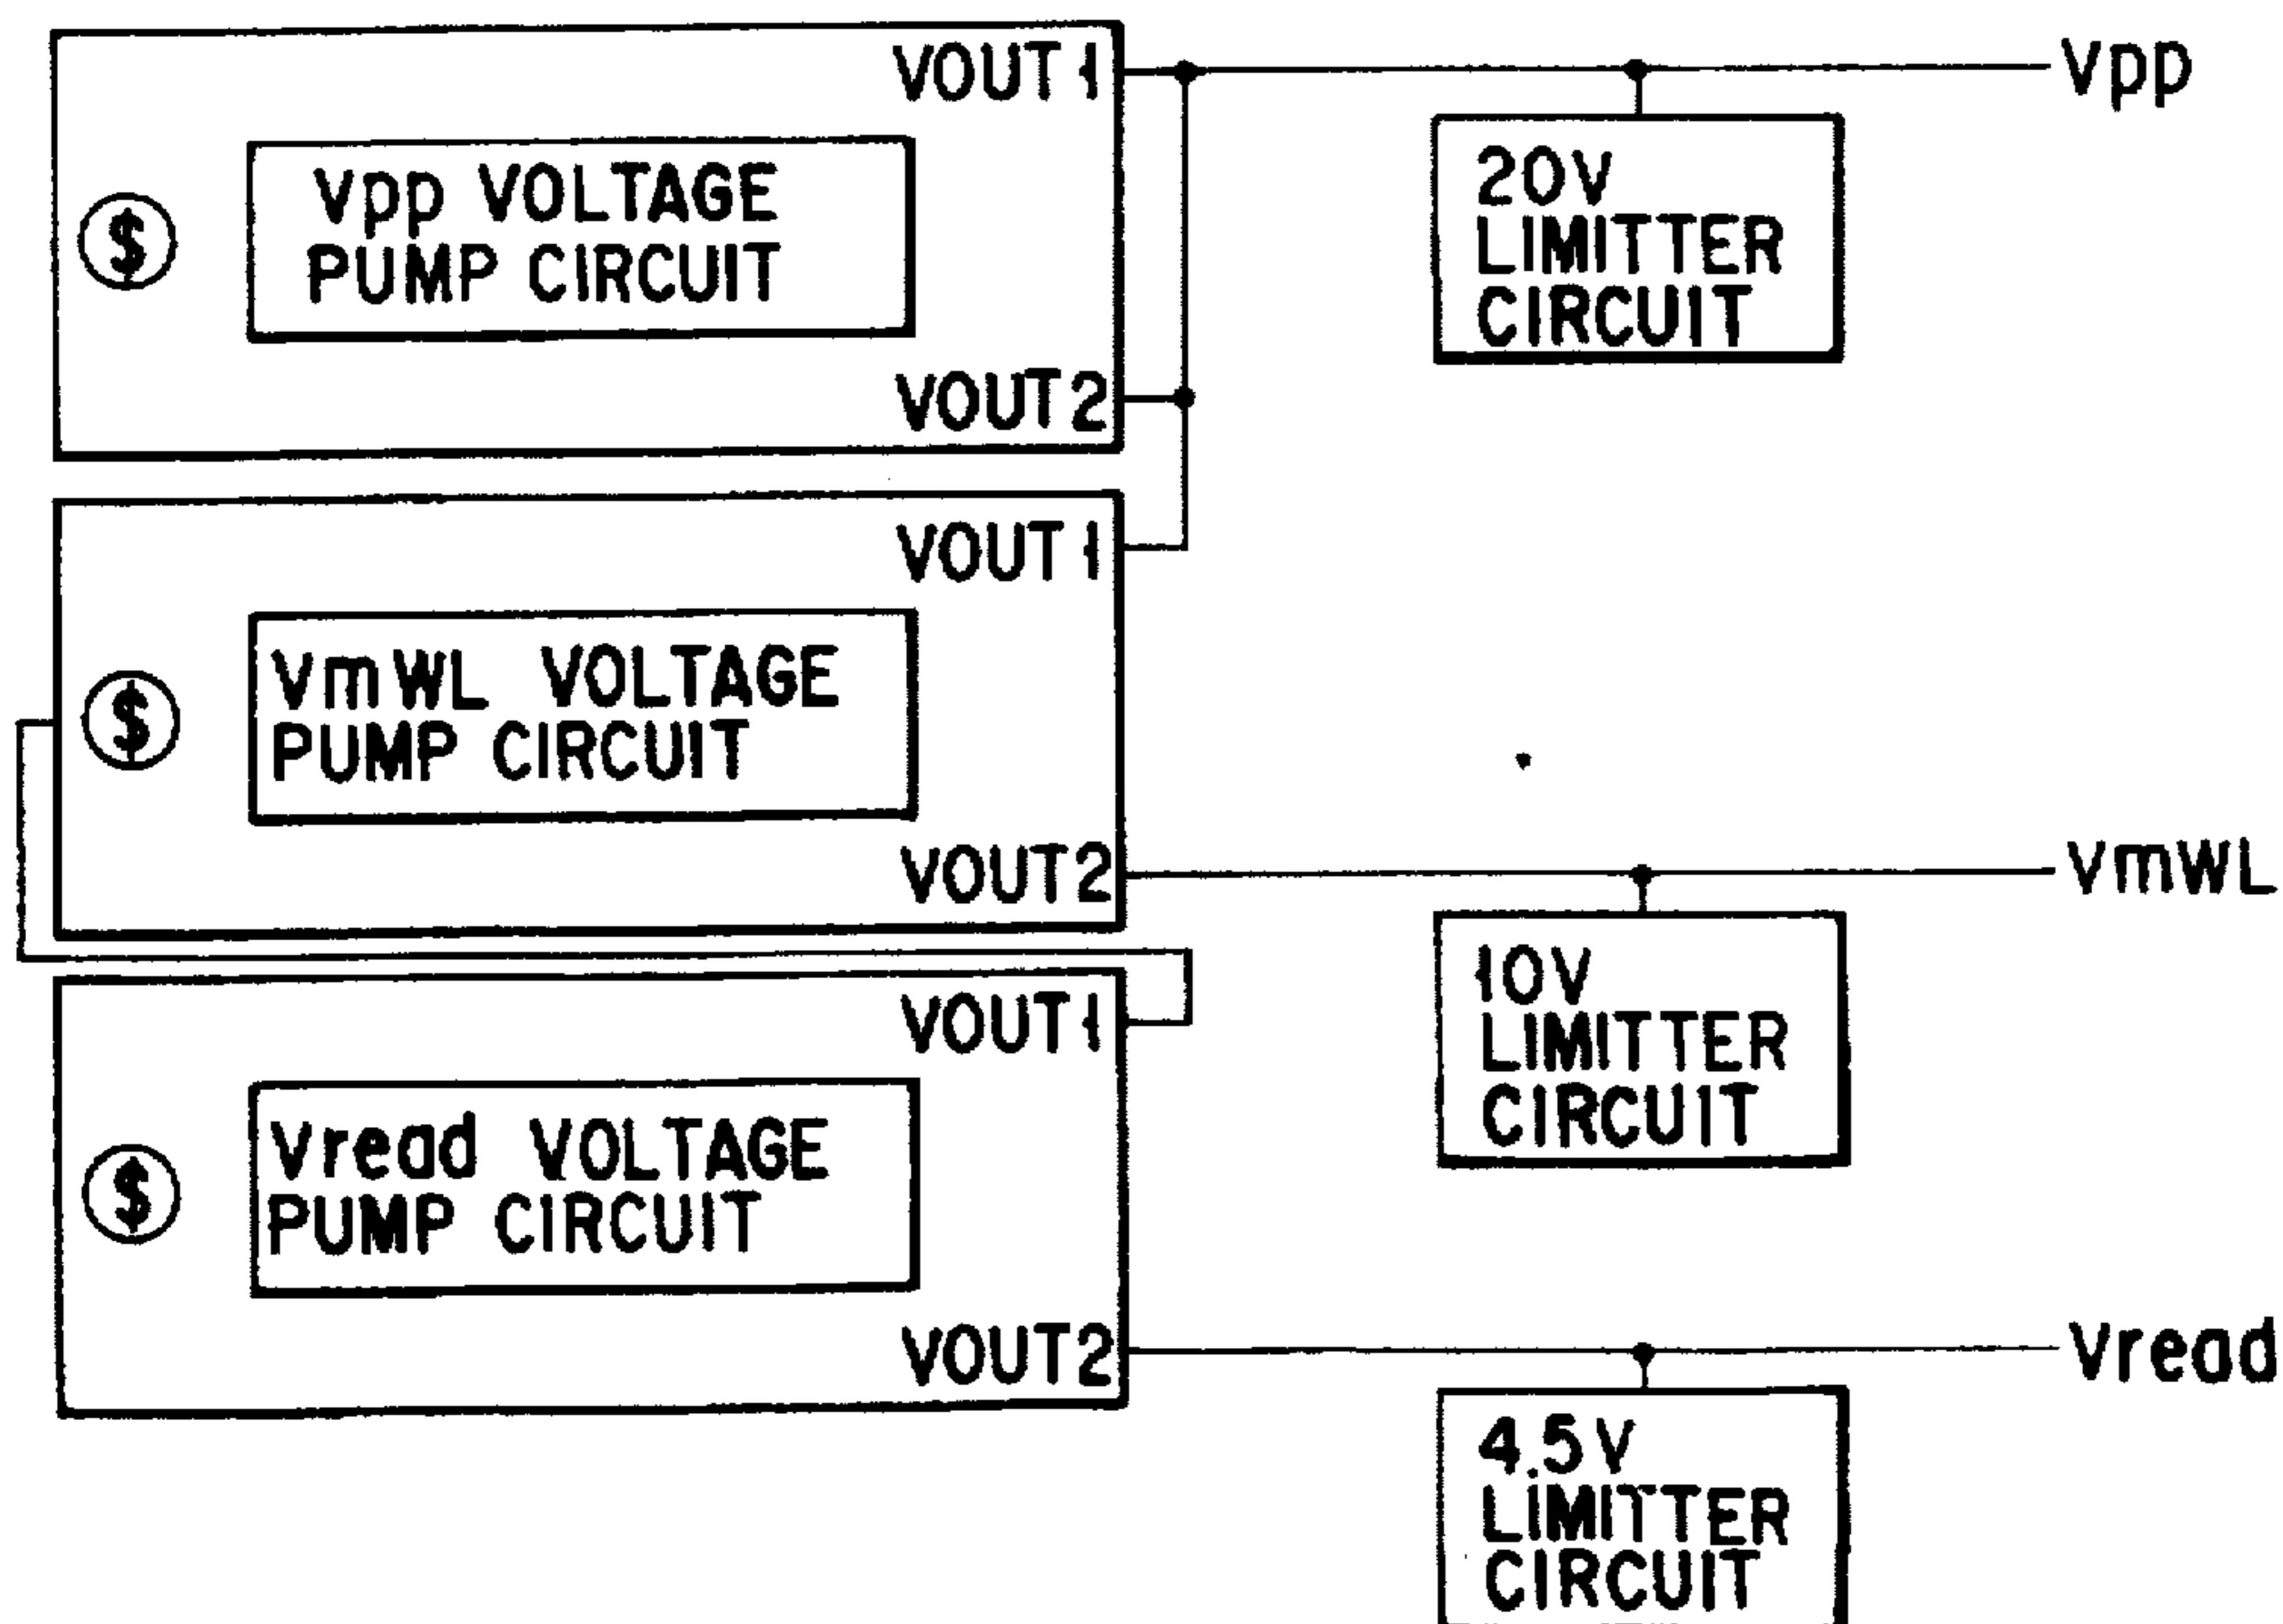 VOUT1
Vpp
Vpp VOLTAGE
PUMP CIRCUIT
$
20V
LIMITTER
CIRCUIT
VOUT2
VOUT1
VmWL VOLTAGE
PUMP CIRCUIT
$
VOUT2
VmWL
10V
LIMITTER
CIRCUIT
VOUT1
Vread VOLTAGE
PUMP CIRCUIT
$
VOUT2
Vread
4.5V
LIMITTER
CIRCUIT